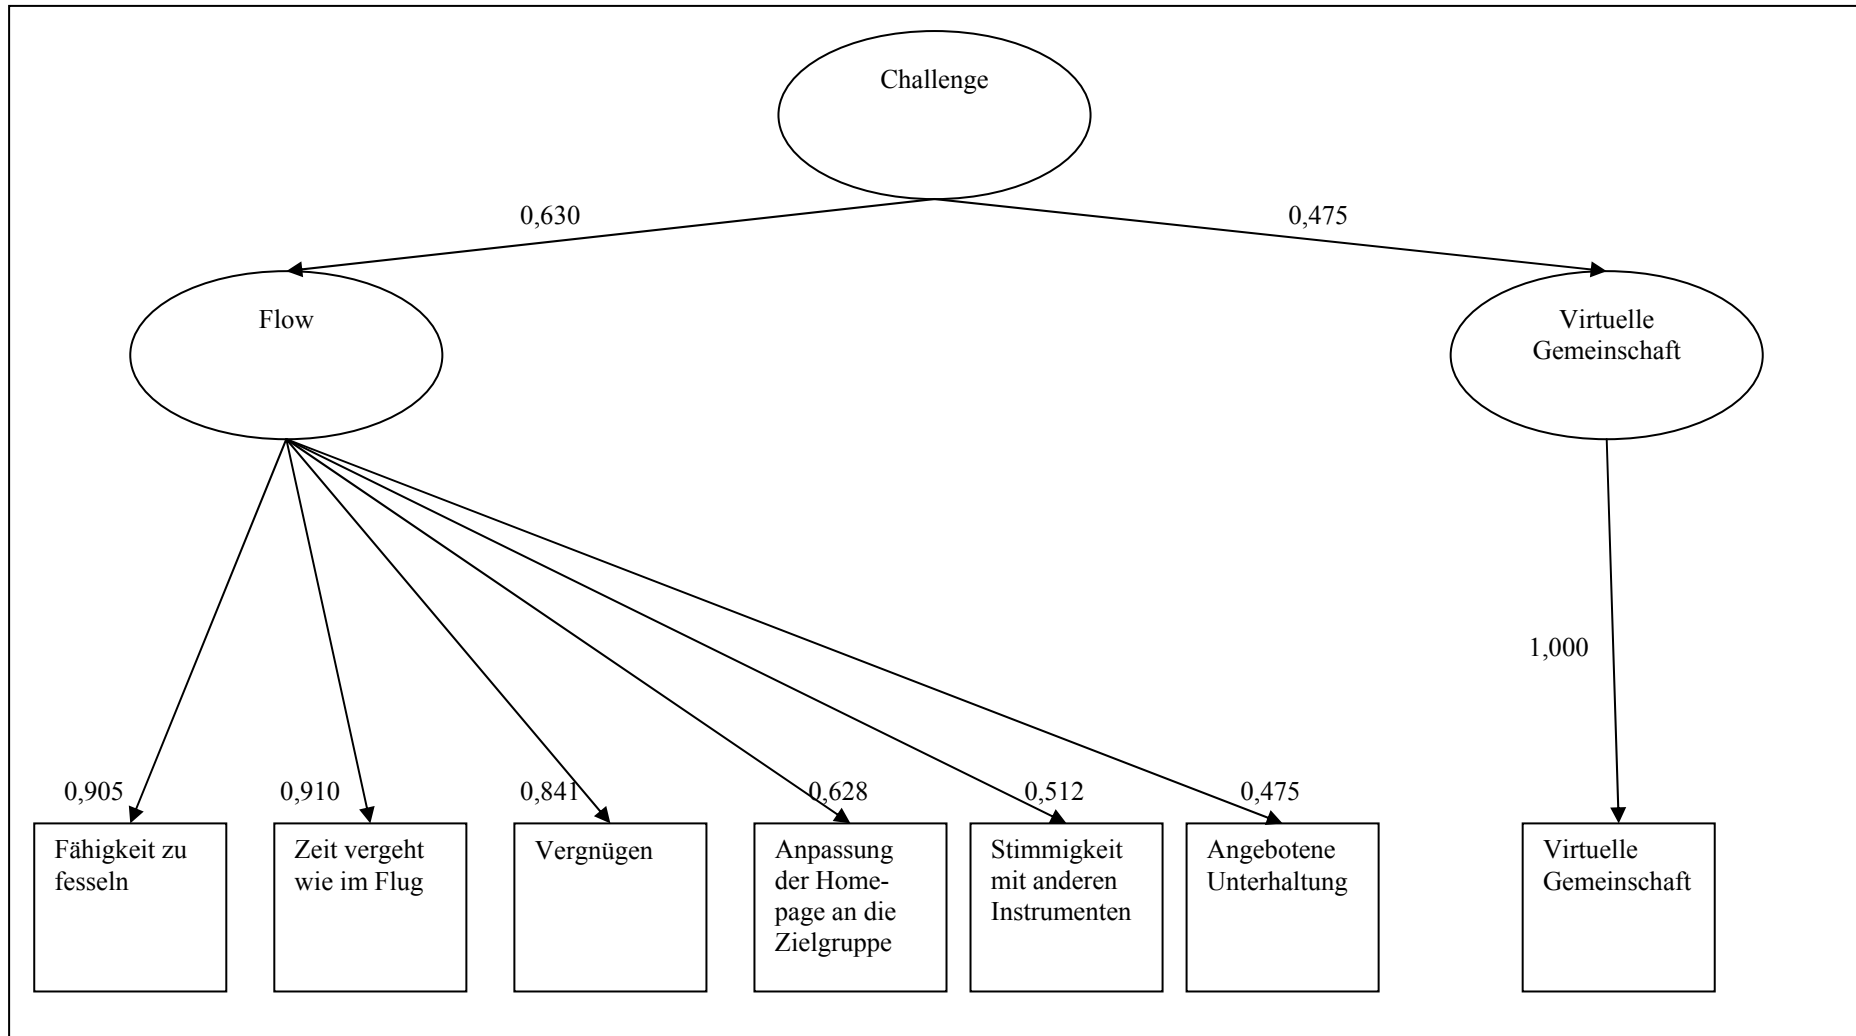 Challenge
0,630
0,475
Flow
Virtuelle
Gemeinschaft
1,000
0,905
0,910
0,841
0,628
0,512
0,475
Fähigkeit zu
fesseln
Zeit vergeht
wie im Flug
Vergnügen
Anpassung
der Home-
page an die
Zielgruppe
Stimmigkeit
mit anderen
Instrumenten
Angebotene
Unterhaltung
Virtuelle
Gemeinschaft